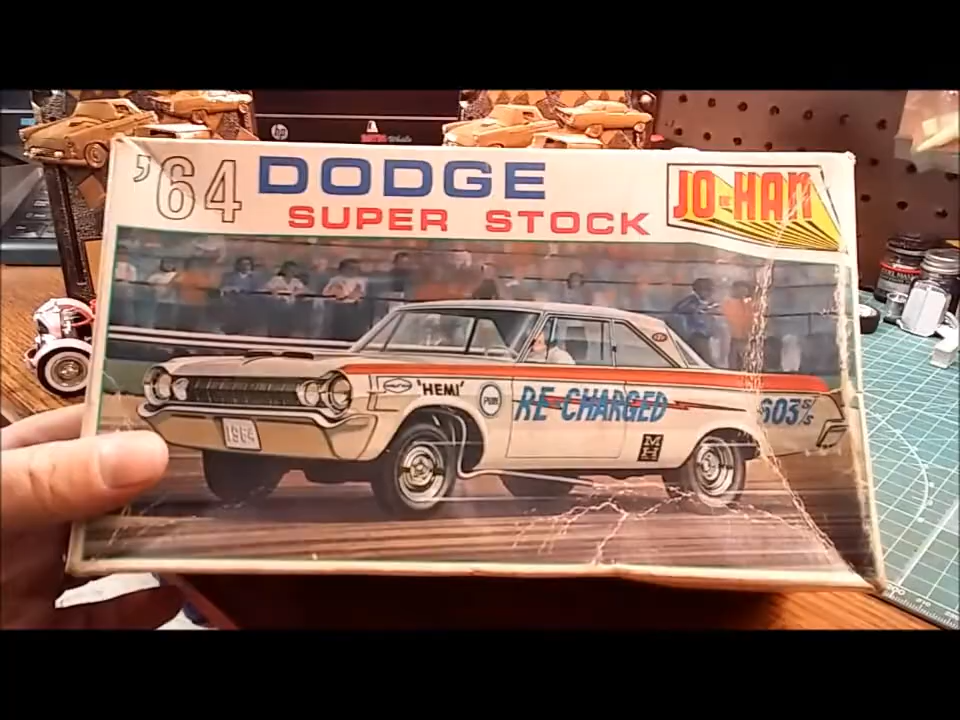 '64 DODGE
SUPER STOCK
JO-HAN
'HEMI'
RE-CHARGED
603 S/S
1964
MH
hp